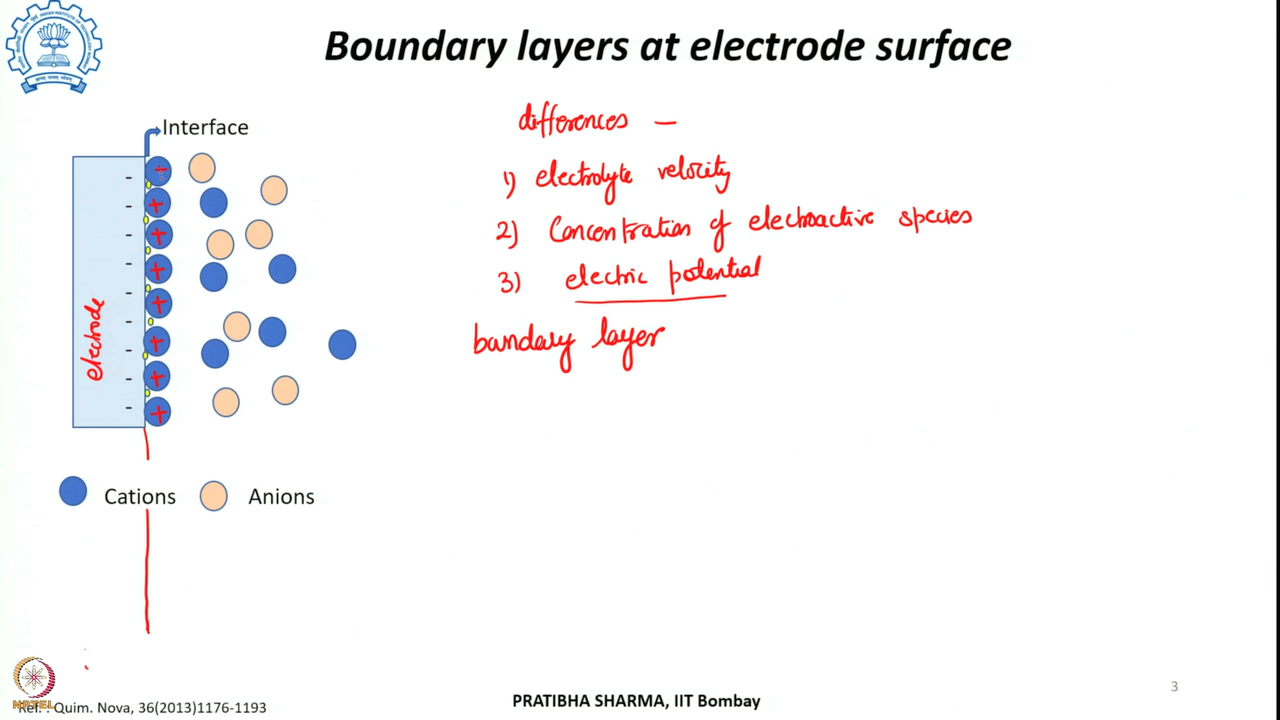 Boundary layers at electrode surface
Interface
electrode
Cations
Anions
differences –
1) electrolyte velocity
2) Concentration of electroactive species
3) electric potential
boundary layer
3
NPTEL
Ref. : Quim. Nova, 36(2013)1176-1193
PRATIBHA SHARMA, IIT Bombay